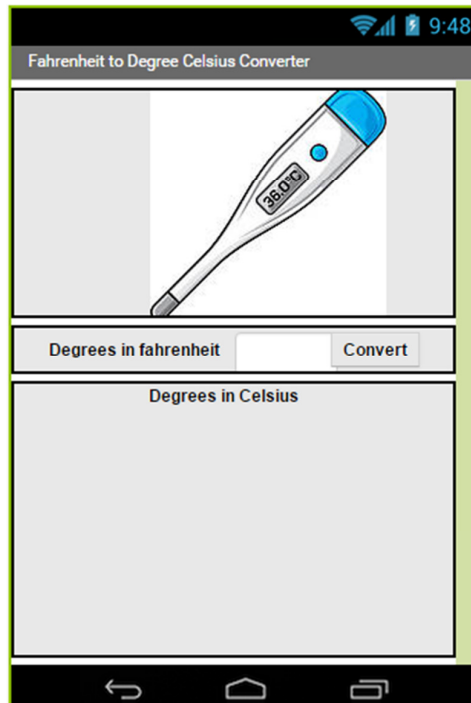 9:48
Fahrenheit to Degree Celsius Converter
36.0°C
Degrees in fahrenheit Convert
Degrees in Celsius